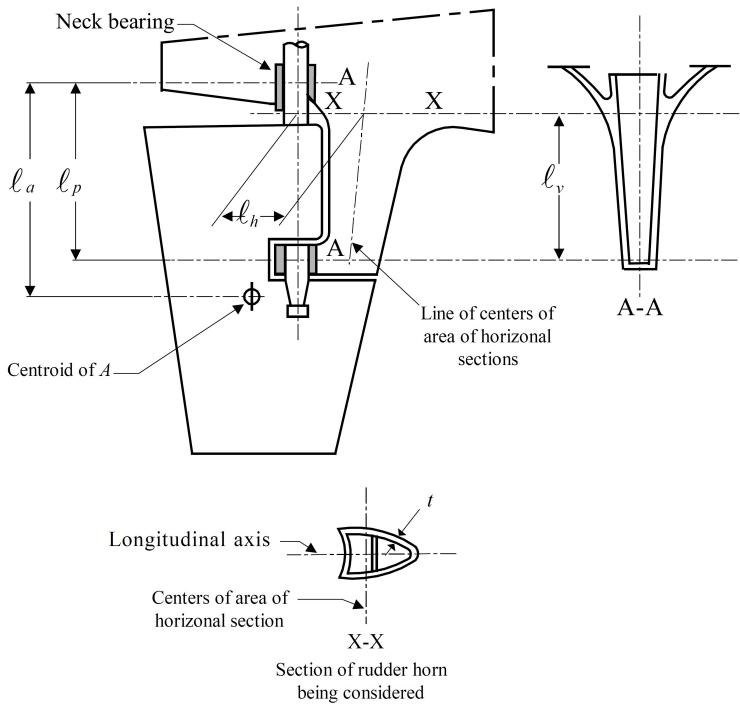 Neck bearing
A
X
X
ℓa
ℓp
ℓh
ℓv
A
A-A
Line of centers of
area of horizonal
sections
Centroid of A
t
Longitudinal axis
Centers of area of
horizonal section
X-X
Section of rudder horn
being considered